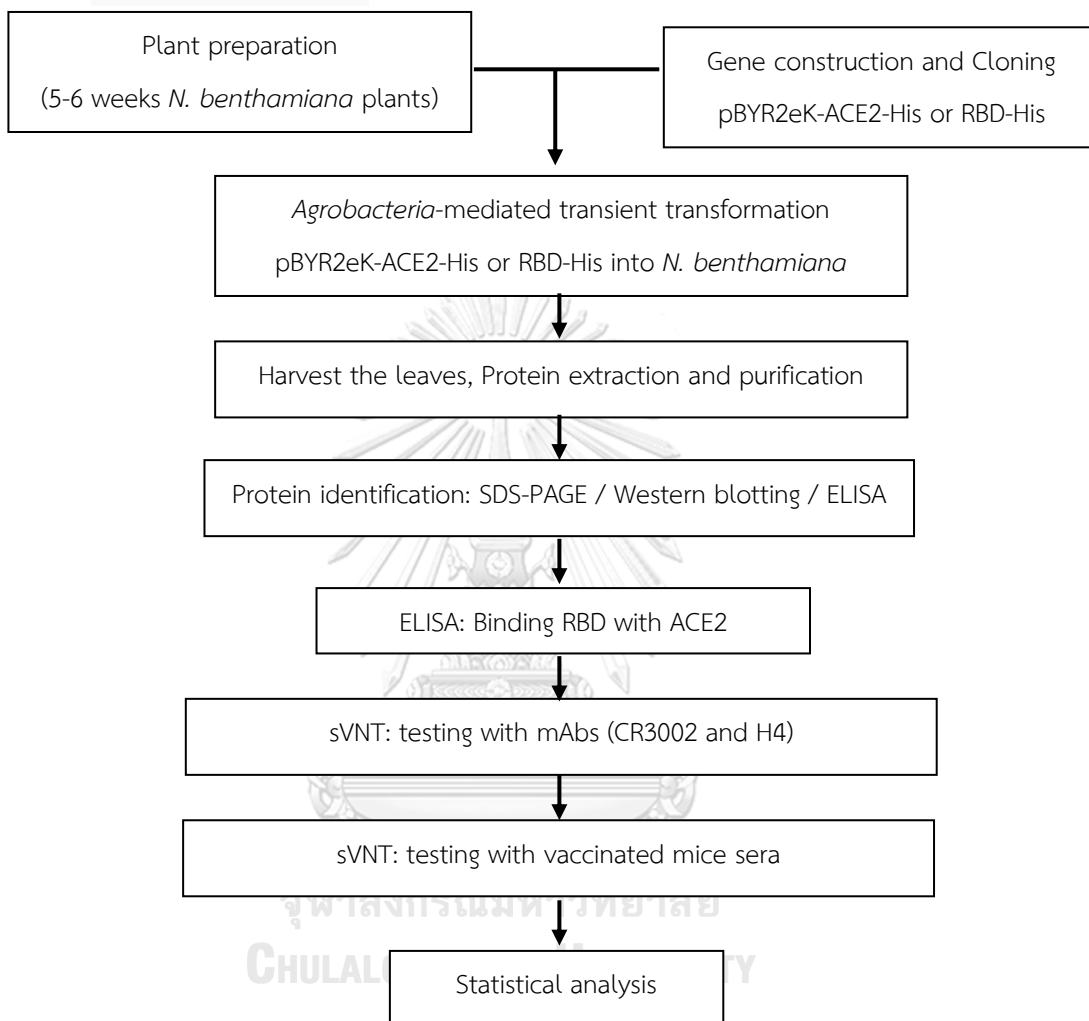 Plant preparation
(5-6 weeks N. benthamiana plants)
Gene construction and Cloning
pBYR2eK-ACE2-His or RBD-His
Agrobacteria-mediated transient transformation
pBYR2eK-ACE2-His or RBD-His into N. benthamiana
Harvest the leaves, Protein extraction and purification
Protein identification: SDS-PAGE / Western blotting / ELISA
ELISA: Binding RBD with ACE2
sVNT: testing with mAbs (CR3002 and H4)
sVNT: testing with vaccinated mice sera
Statistical analysis